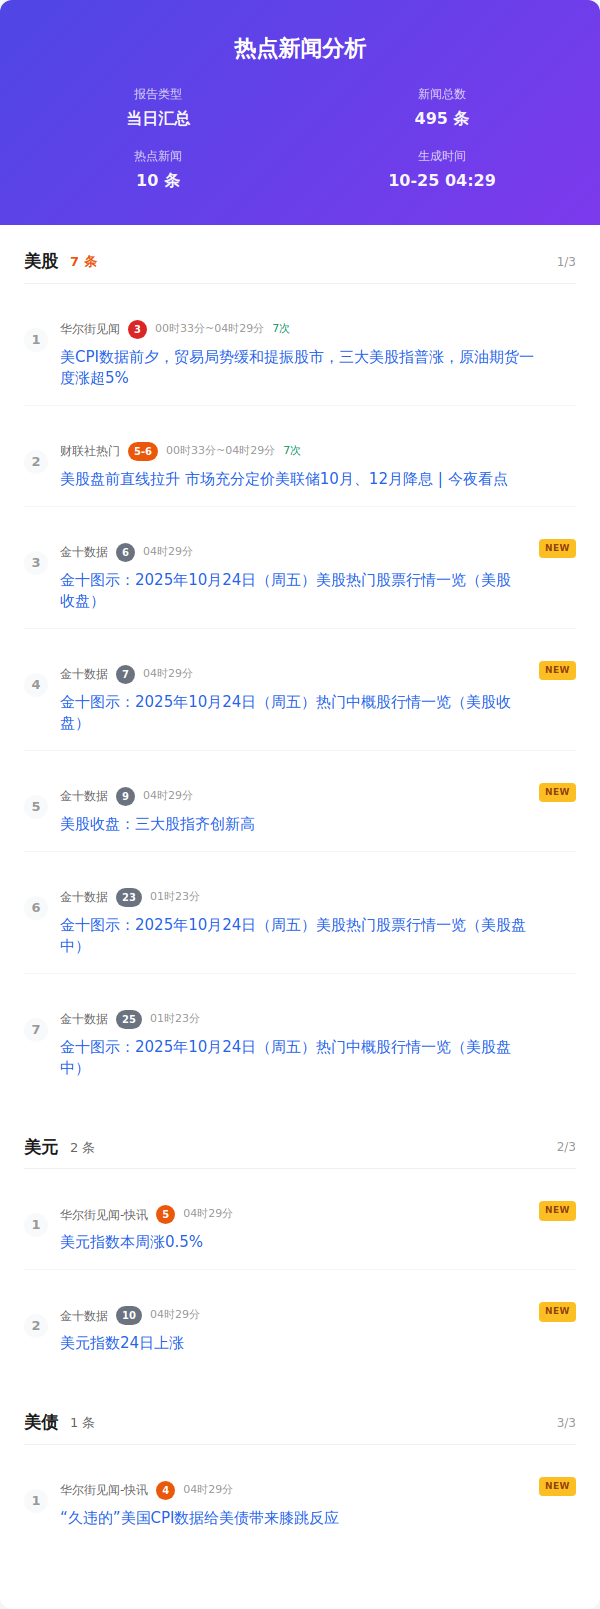 热点新闻分析
报告类型
新闻总数
当日汇总
495 条
热点新闻
生成时间
10 条
10-25 04:29
美股 7 条 1/3
1
华尔街见闻 3 00时33分~04时29分 7次
美CPI数据前夕，贸易局势缓和提振股市，三大美股指普涨，原油期货一
度涨超5%
2
财联社热门 5-6 00时33分~04时29分 7次
美股盘前直线拉升 市场充分定价美联储10月、12月降息 | 今夜看点
3
金十数据 6 04时29分 NEW
金十图示：2025年10月24日（周五）美股热门股票行情一览（美股
收盘）
4
金十数据 7 04时29分 NEW
金十图示：2025年10月24日（周五）热门中概股行情一览（美股收
盘）
5
金十数据 9 04时29分 NEW
美股收盘：三大股指齐创新高
6
金十数据 23 01时23分
金十图示：2025年10月24日（周五）美股热门股票行情一览（美股盘
中）
7
金十数据 25 01时23分
金十图示：2025年10月24日（周五）热门中概股行情一览（美股盘
中）
美元 2 条 2/3
1
华尔街见闻-快讯 5 04时29分 NEW
美元指数本周涨0.5%
2
金十数据 10 04时29分 NEW
美元指数24日上涨
美债 1 条 3/3
1
华尔街见闻-快讯 4 04时29分 NEW
“久违的”美国CPI数据给美债带来膝跳反应